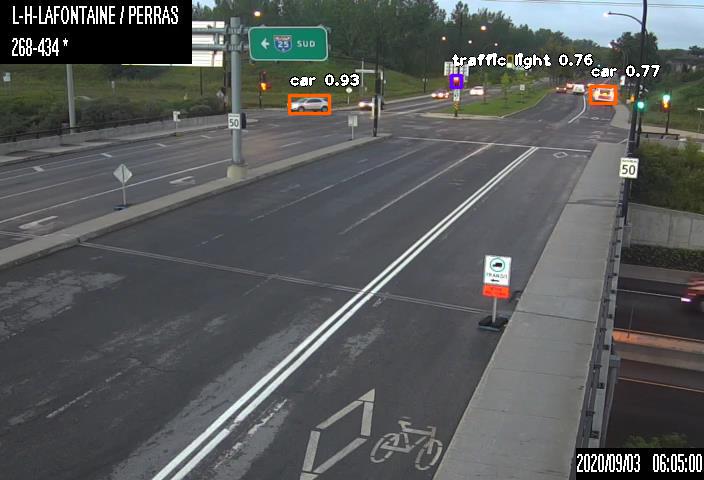 L-H-LAFONTAINE / PERRAS
268-434 *
25 SUD
traffic light 0.76
car 0.93
car 0.77
50
50
TRANSIT
2020/09/03 06:05:00